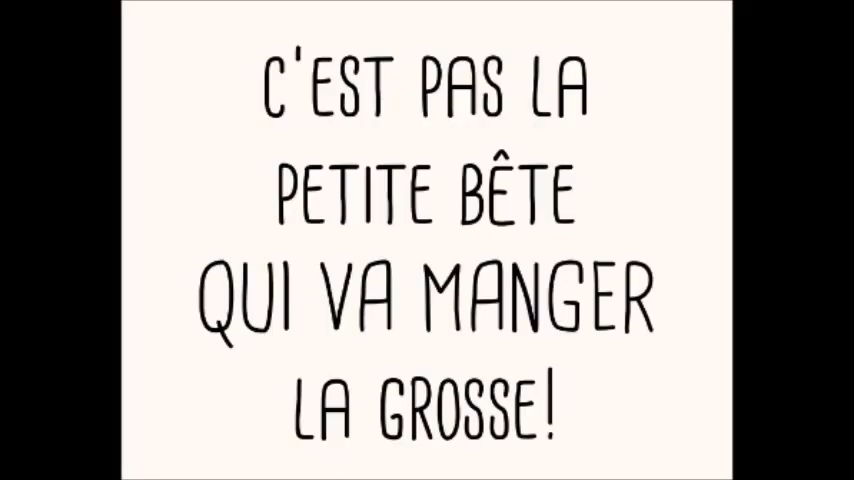 C'EST PAS LA
PETITE BÊTE
QUI VA MANGER
LA GROSSE!